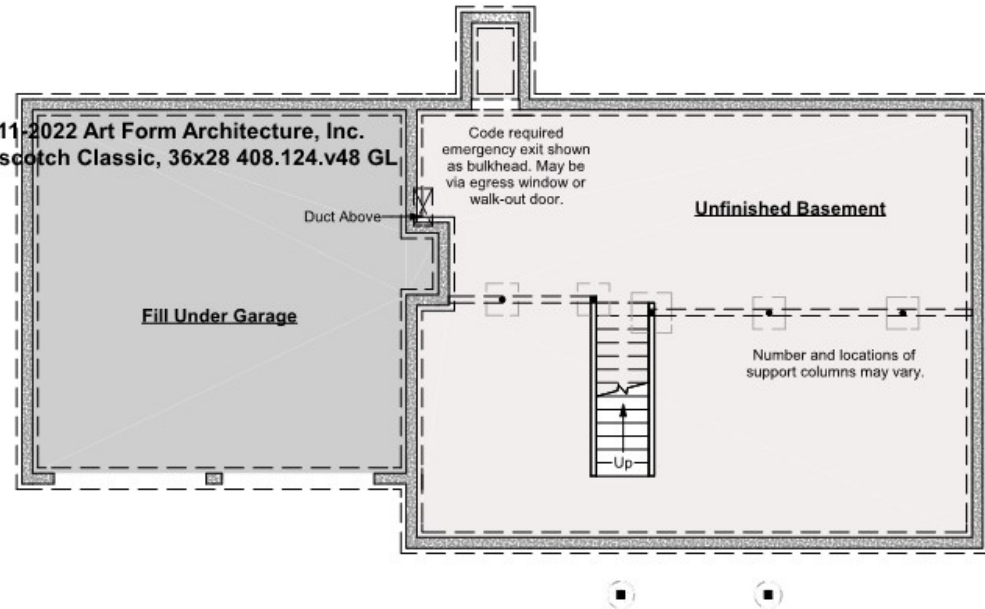 11-2022 Art Form Architecture, Inc.
scotch Classic, 36x28 408.124.v48 GL
Code required
emergency exit shown
as bulkhead. May be
via egress window or
walk-out door.
Duct Above
Unfinished Basement
Fill Under Garage
Number and locations of
support columns may vary.
Up